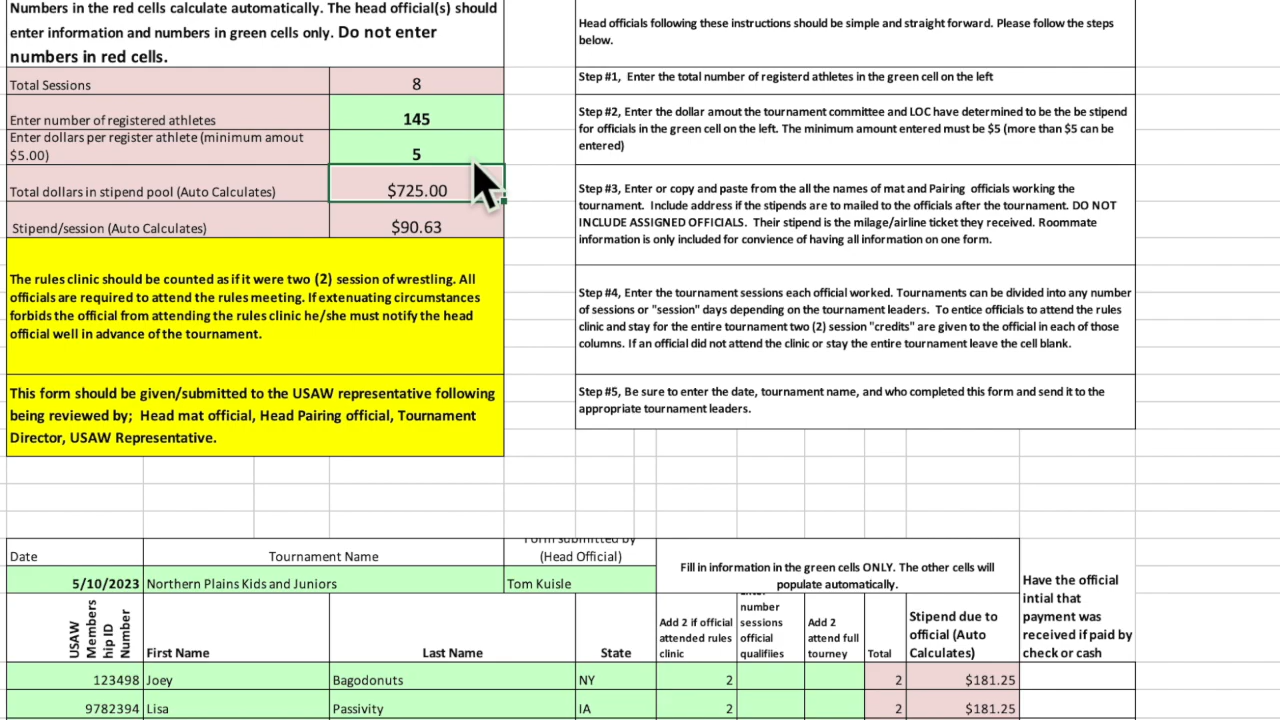 Numbers in the red cells calculate automatically. The head official(s) should
enter information and numbers in green cells only. Do not enter
numbers in red cells.
Total Sessions 8
Enter number of registered athletes 145
Enter dollars per register athlete (minimum amout
$5.00) 5
Total dollars in stipend pool (Auto Calculates) $725.00
Stipend/session (Auto Calculates) $90.63
The rules clinic should be counted as if it were two (2) session of wrestling. All
officials are required to attend the rules meeting. If extenuating circumstances
forbids the official from attending the rules clinic he/she must notify the head
official well in advance of the tournament.
This form should be given/submitted to the USAW representative following
being reviewed by; Head mat official, Head Pairing official, Tournament
Director, USAW Representative.
Head officials following these instructions should be simple and straight forward. Please follow the steps
below.
Step #1, Enter the total number of registerd athletes in the green cell on the left
Step #2, Enter the dollar amout the tournament committee and LOC have determined to be the be stipend
for officials in the green cell on the left. The minimum amount entered must be $5 (more than $5 can be
entered)
Step #3, Enter or copy and paste from the all the names of mat and Pairing officials working the
tournament. Include address if the stipends are to mailed to the officials after the tournament. DO NOT
INCLUDE ASSIGNED OFFICIALS. Their stipend is the milage/airline ticket they received. Roommate
information is only included for convience of having all information on one form.
Step #4, Enter the tournament sessions each official worked. Tournaments can be divided into any number
of sessions or "session" days depending on the tournament leaders. To entice officials to attend the rules
clinic and stay for the entire tournament two (2) session "credits" are given to the official in each of those
columns. If an official did not attend the clinic or stay the entire tournament leave the cell blank.
Step #5, Be sure to enter the date, tournament name, and who completed this form and send it to the
appropriate tournament leaders.
Date
Tournament Name
Form submitted by
(Head Official)
Fill in information in the green cells ONLY. The other cells will
populate automatically.
5/10/2023 Northern Plains Kids and Juniors Tom Kuisle
USAW
Members
hip ID
Number
First Name
Last Name
State
Add 2 if official
attended rules
clinic
number
sessions
official
qualifiies
Add 2
attend full
tourney
Total
Stipend due to
official (Auto
Calculates)
Have the official
intial that
payment was
received if paid by
check or cash
123498 Joey Bagodonuts NY 2 2 $181.25
9782394 Lisa Passivity IA 2 2 $181.25